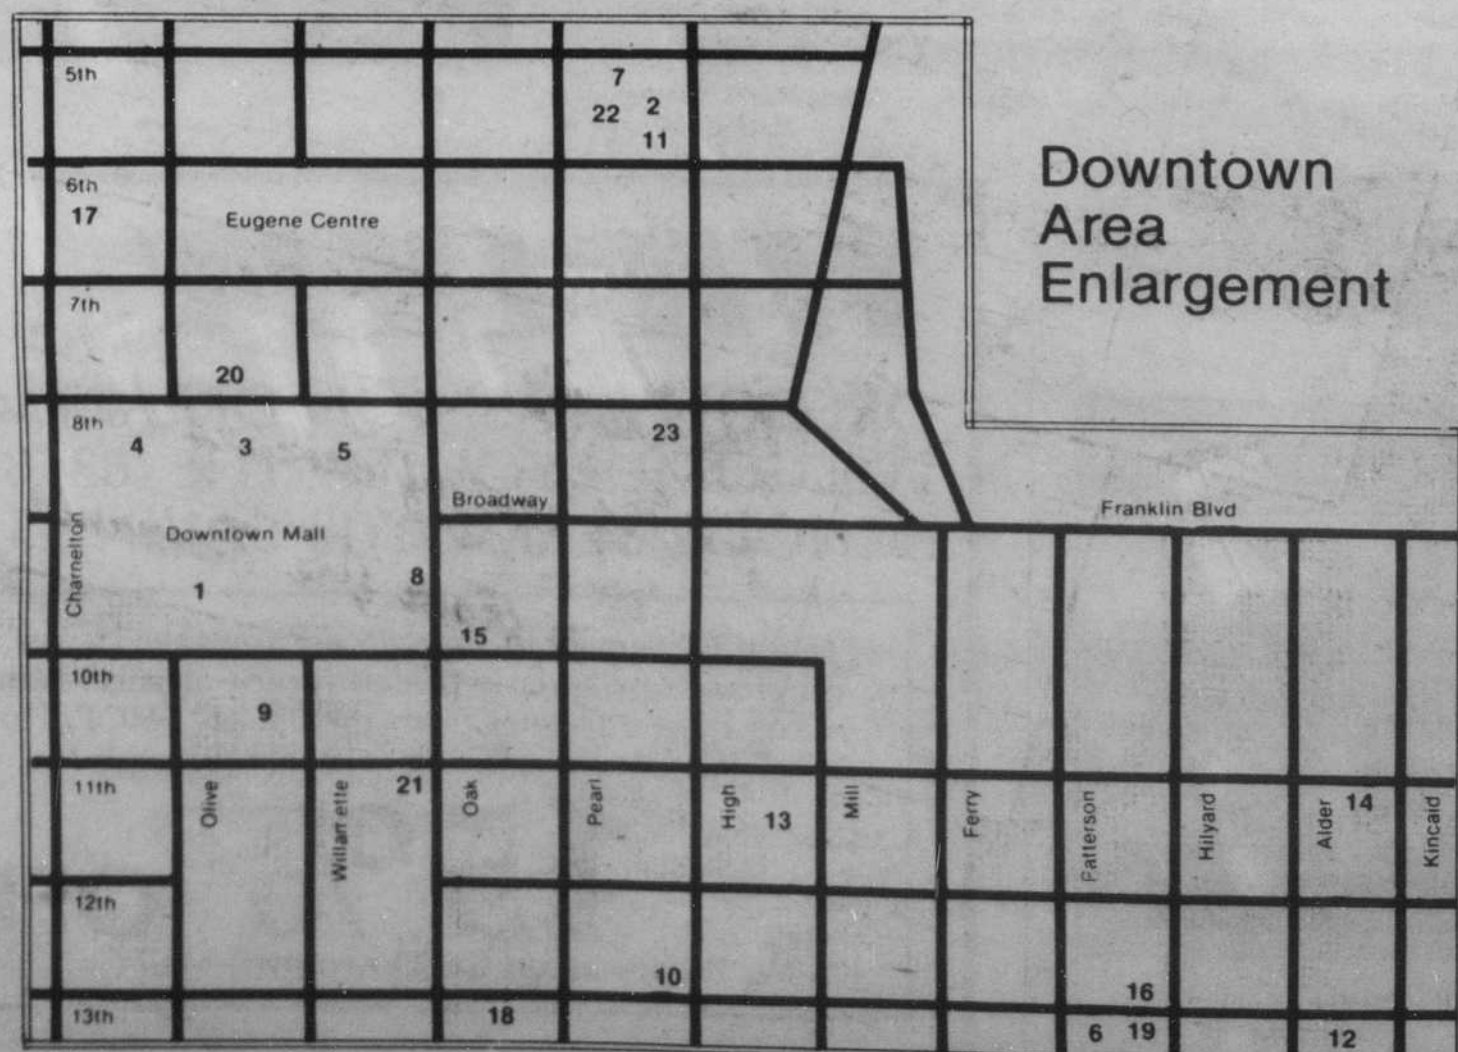 Downtown
Area
Enlargement
5th
7
22
2
11
6th
17
Eugene Centre
7th
20
8th
4
3
5
23
Broadway
Franklin Blvd
Charnelton
Downtown Mall
1
8
15
10th
9
11th
Olive
Willamette
21
Oak
Pearl
High
13
Mill
Ferry
Patterson
Hilyard
Alder
14
Kincaid
12th
10
16
13th
18
6
19
12